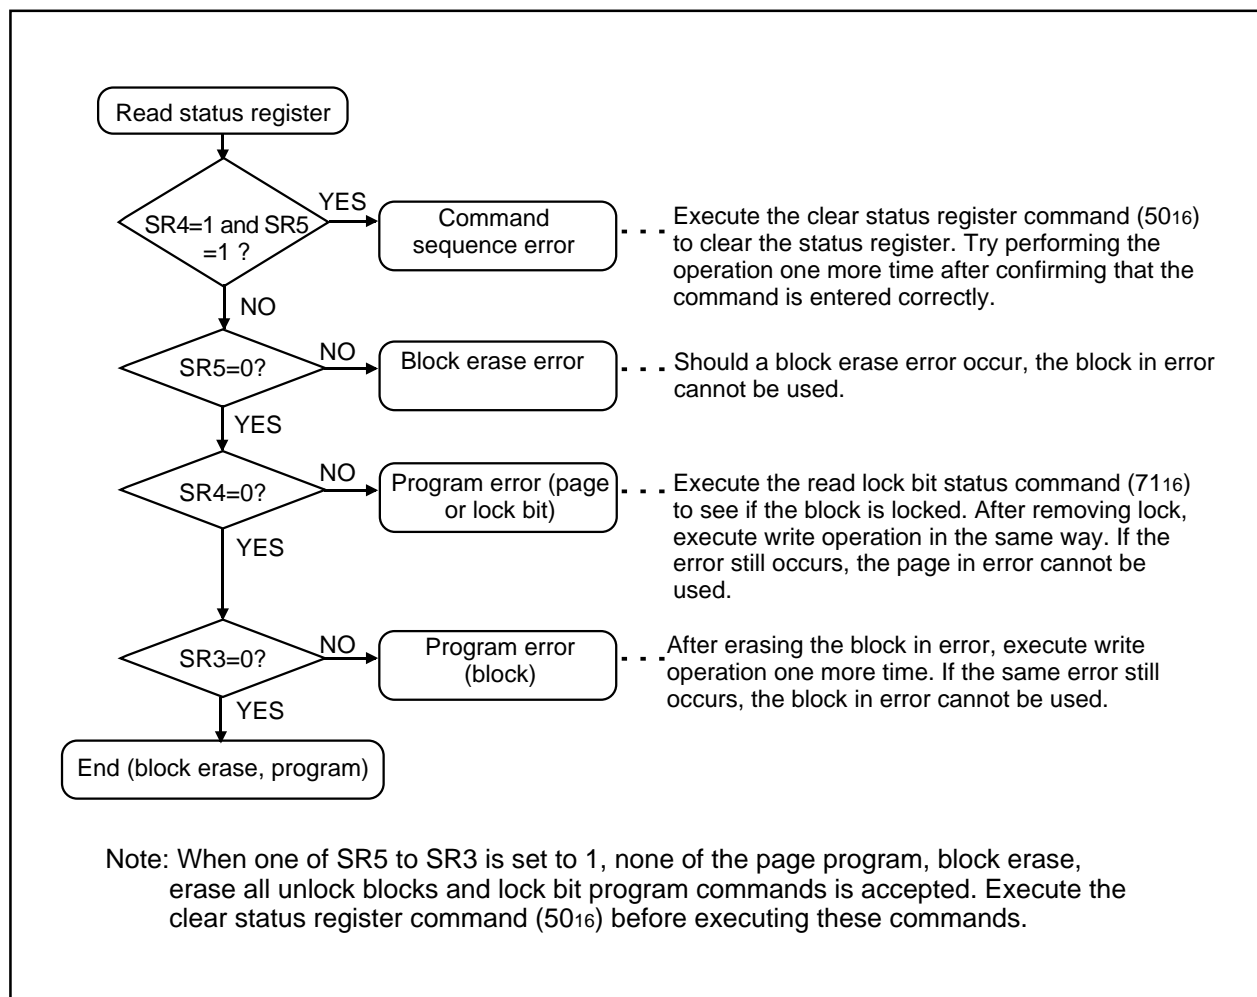 Read status register
YES
SR4=1 and SR5
=1 ?
Command
sequence error
Execute the clear status register command (5016)
to clear the status register. Try performing the
operation one more time after confirming that the
command is entered correctly.
NO
SR5=0?
NO
Block erase error
Should a block erase error occur, the block in error
cannot be used.
YES
SR4=0?
NO
Program error (page
or lock bit)
Execute the read lock bit status command (7116)
to see if the block is locked. After removing lock,
execute write operation in the same way. If the
error still occurs, the page in error cannot be
used.
YES
SR3=0?
NO
Program error
(block)
After erasing the block in error, execute write
operation one more time. If the same error still
occurs, the block in error cannot be used.
YES
End (block erase, program)
Note: When one of SR5 to SR3 is set to 1, none of the page program, block erase,
erase all unlock blocks and lock bit program commands is accepted. Execute the
clear status register command (5016) before executing these commands.